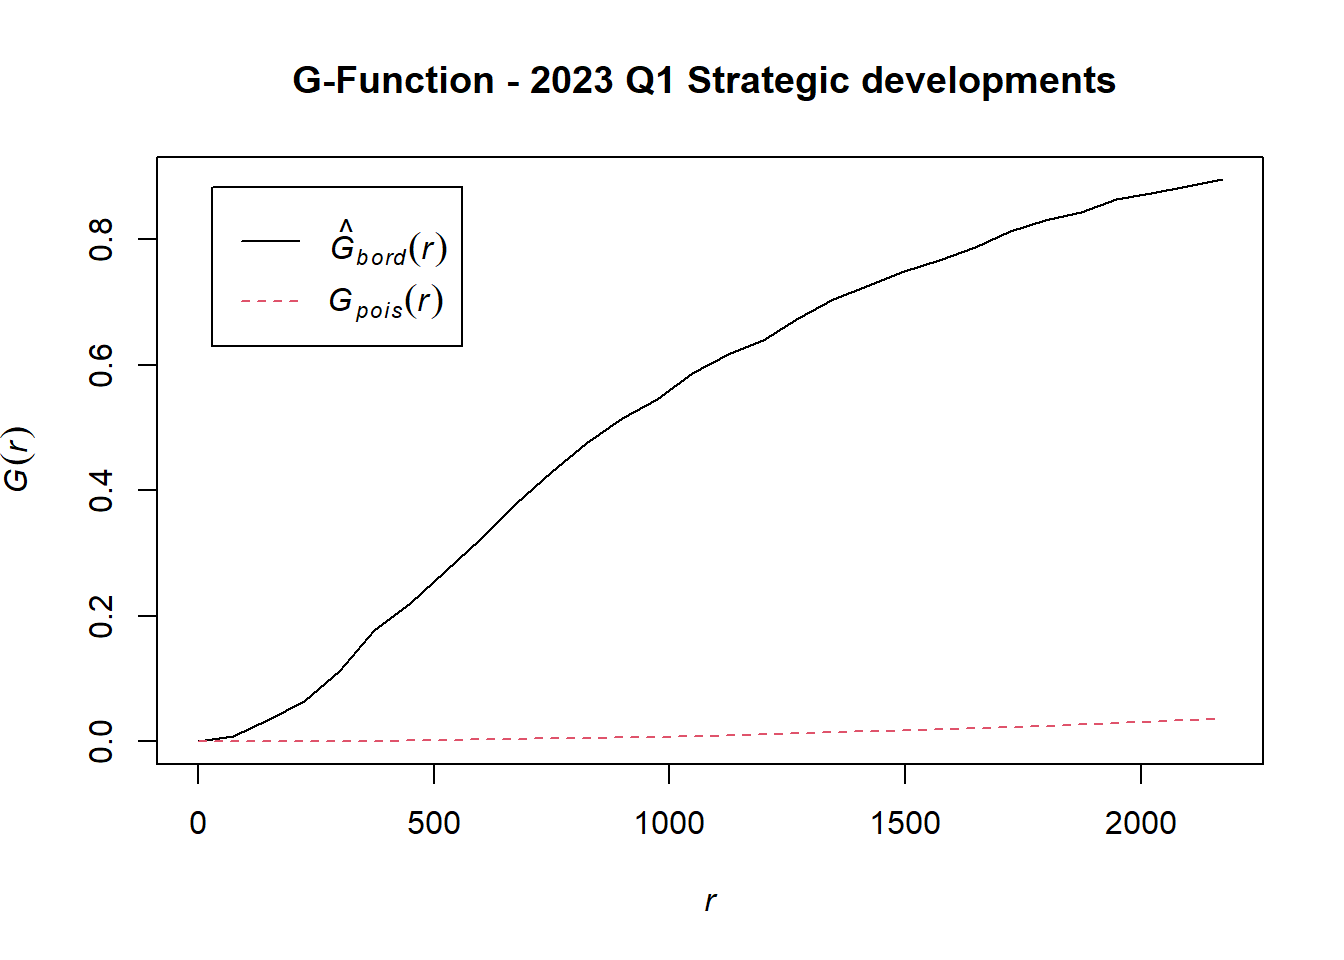 G-Function - 2023 Q1 Strategic developments
Ĝbord(r)
Gpois(r)
G(r)
0.8
0.6
0.4
0.2
0.0
0 500 1000 1500 2000
r